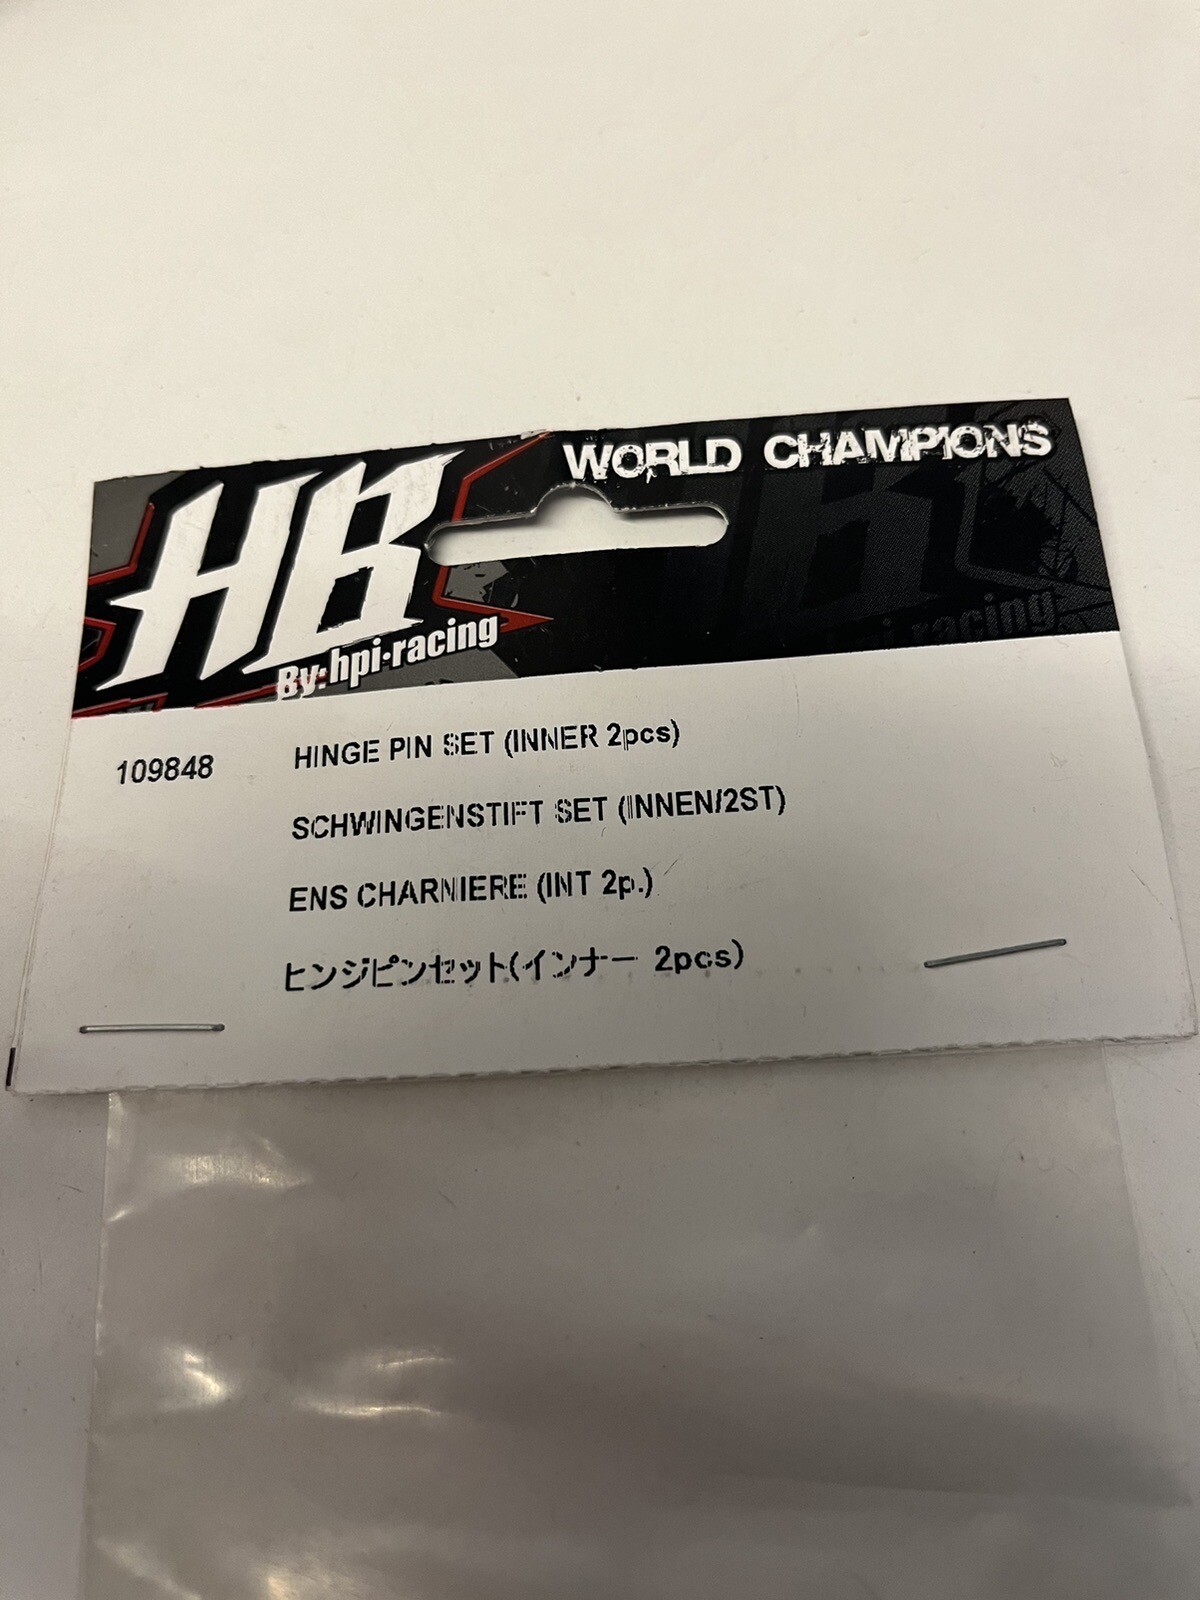 WORLD CHAMPIONS
HB
By: hpi·racing
109848 HINGE PIN SET (INNER 2pcs)
SCHWINGENSTIFT SET (INNEN/2ST)
ENS CHARNIERE (INT 2p.)
ヒンジピンセット(インナー 2pcs)